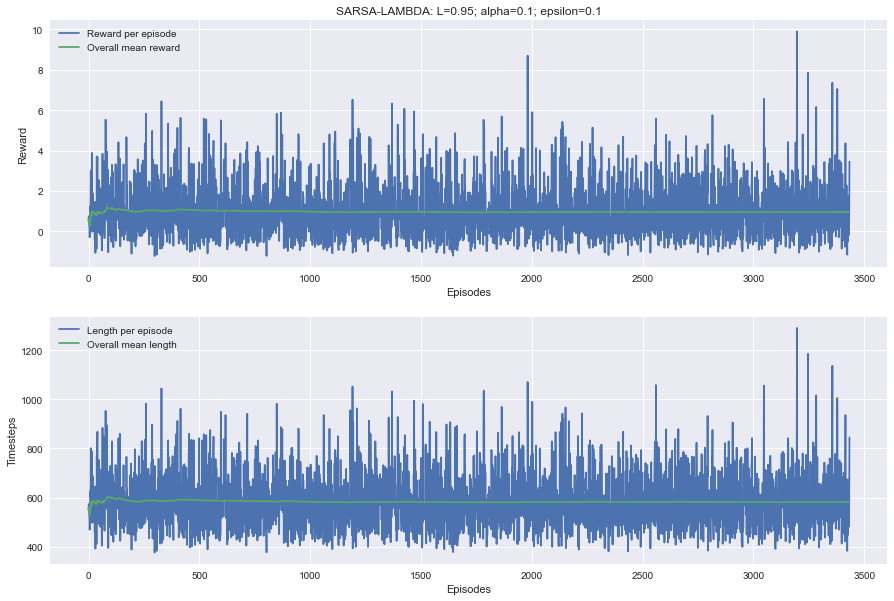 SARSA-LAMBDA: L=0.95; alpha=0.1; epsilon=0.1
Reward per episode
Overall mean reward
10
8
6
4
2
0
Reward
0 500 1000 1500 2000 2500 3000 3500
Episodes
Length per episode
Overall mean length
1200
1000
800
600
400
Timesteps
0 500 1000 1500 2000 2500 3000 3500
Episodes